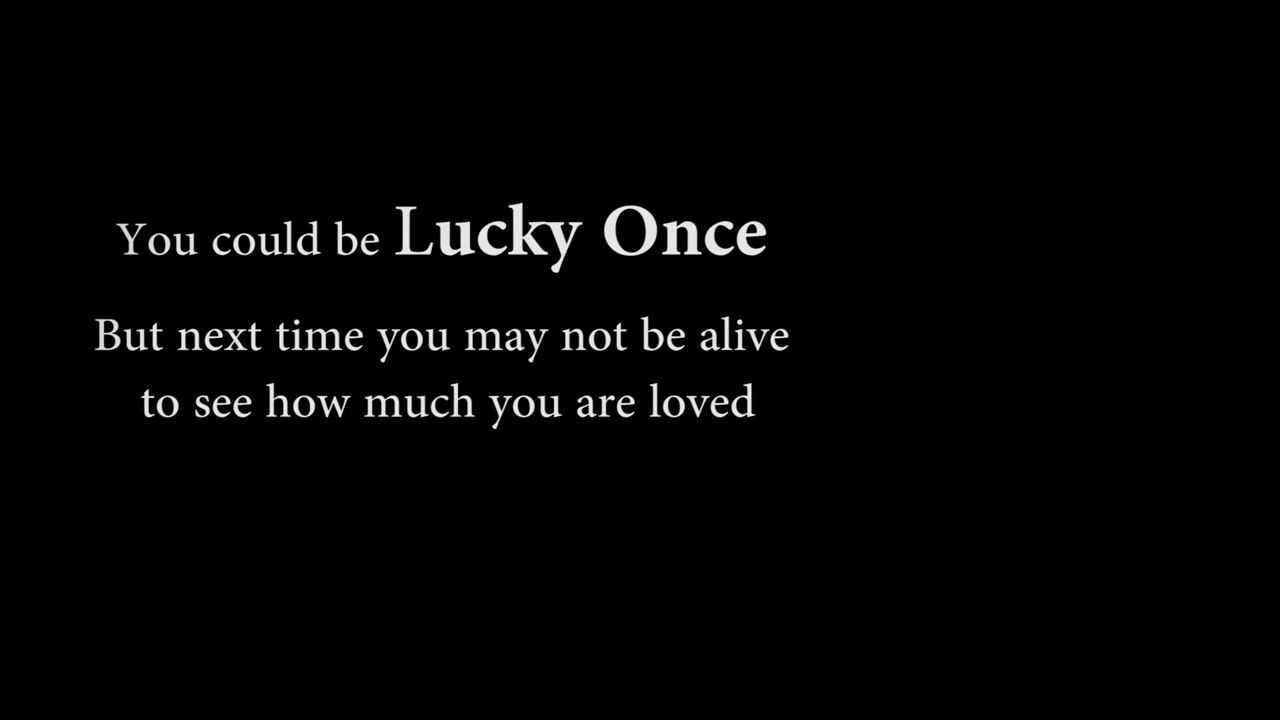 You could be Lucky Once
But next time you may not be alive
to see how much you are loved